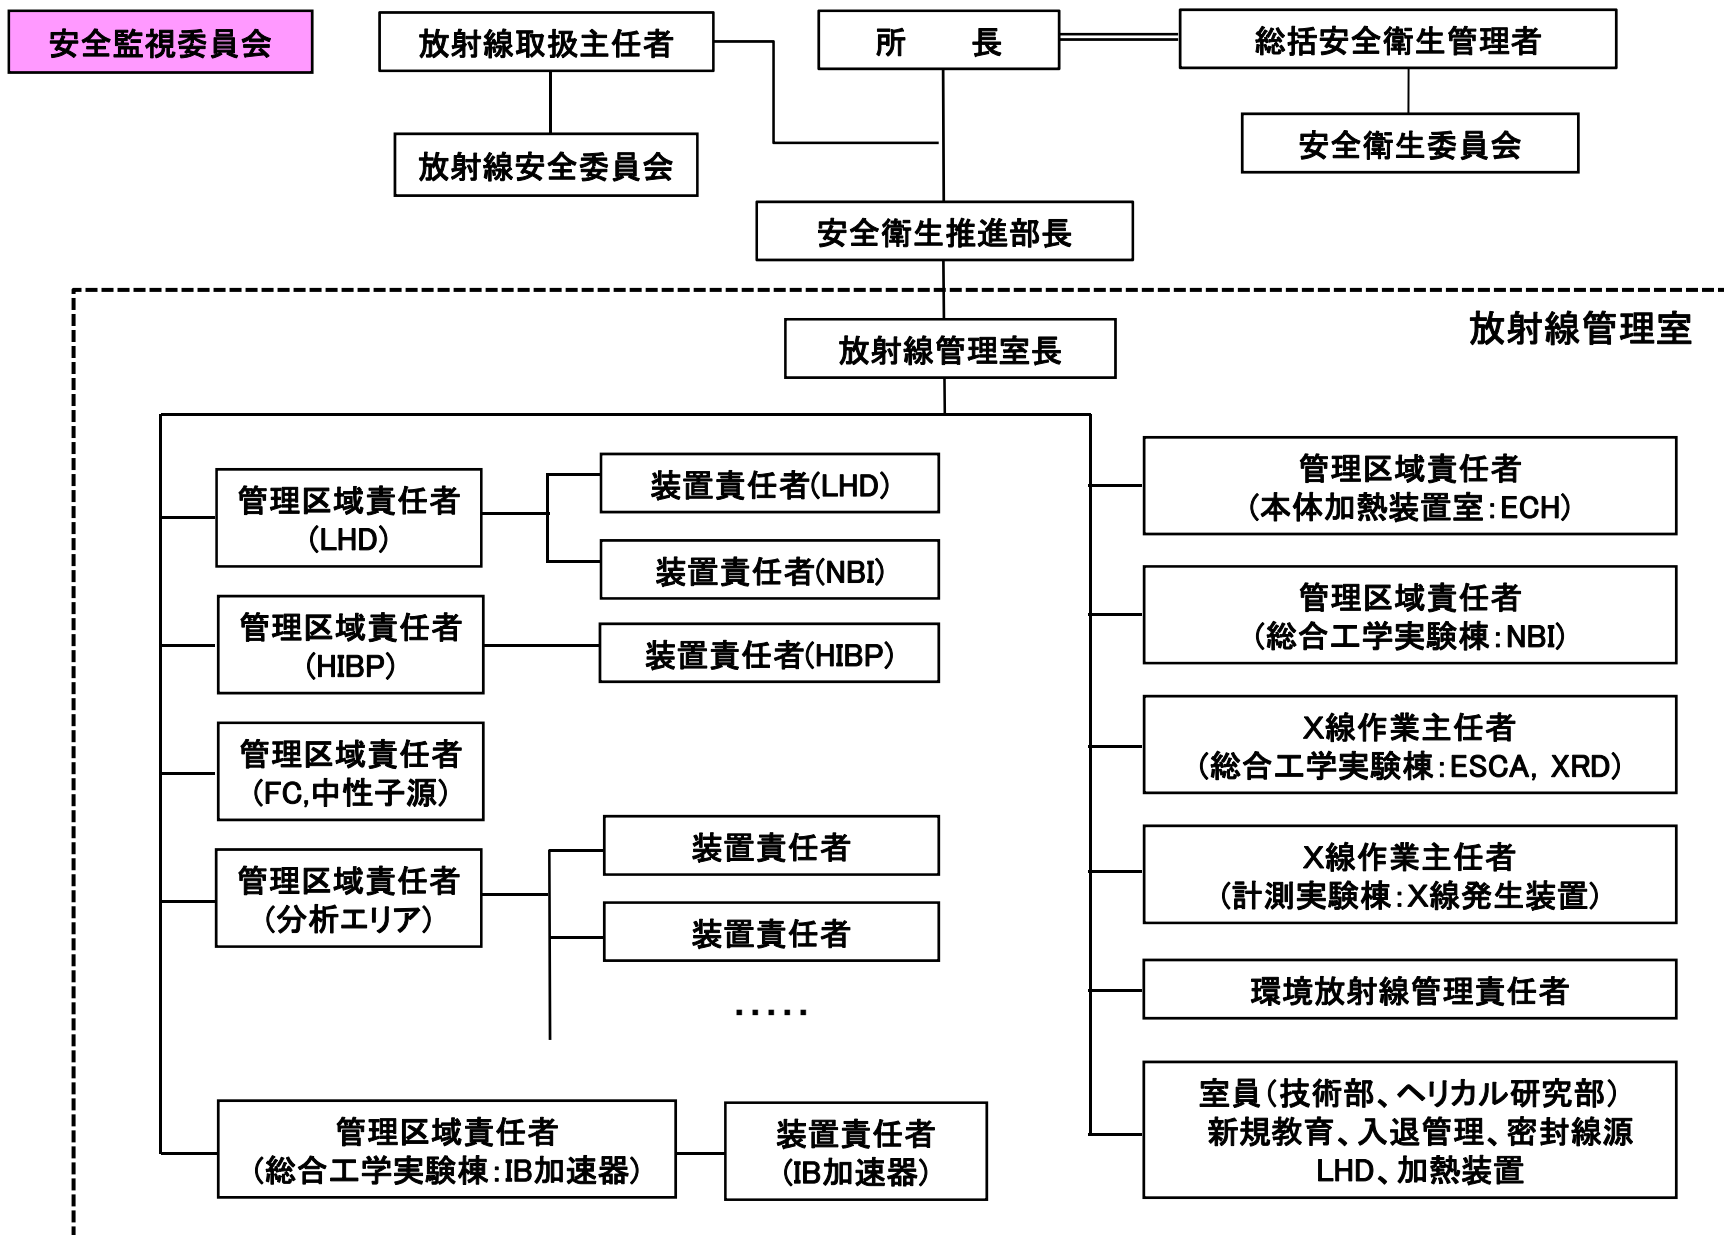 安全監視委員会
放射線取扱主任者
所　　長
総括安全衛生管理者
放射線安全委員会
安全衛生委員会
安全衛生推進部長
放射線管理室
放射線管理室長
管理区域責任者
(LHD)
装置責任者(LHD)
装置責任者(NBI)
管理区域責任者
(HIBP)
装置責任者(HIBP)
管理区域責任者
(FC,中性子源)
管理区域責任者
(分析エリア)
装置責任者
装置責任者
・・・・・
管理区域責任者
(総合工学実験棟：IB加速器)
装置責任者
(IB加速器)
管理区域責任者
(本体加熱装置室：ECH)
管理区域責任者
(総合工学実験棟：NBI)
X線作業主任者
(総合工学実験棟：ESCA, XRD)
X線作業主任者
(計測実験棟：X線発生装置)
環境放射線管理責任者
室員(技術部、ヘリカル研究部)
新規教育、入退管理、密封線源
LHD、加熱装置